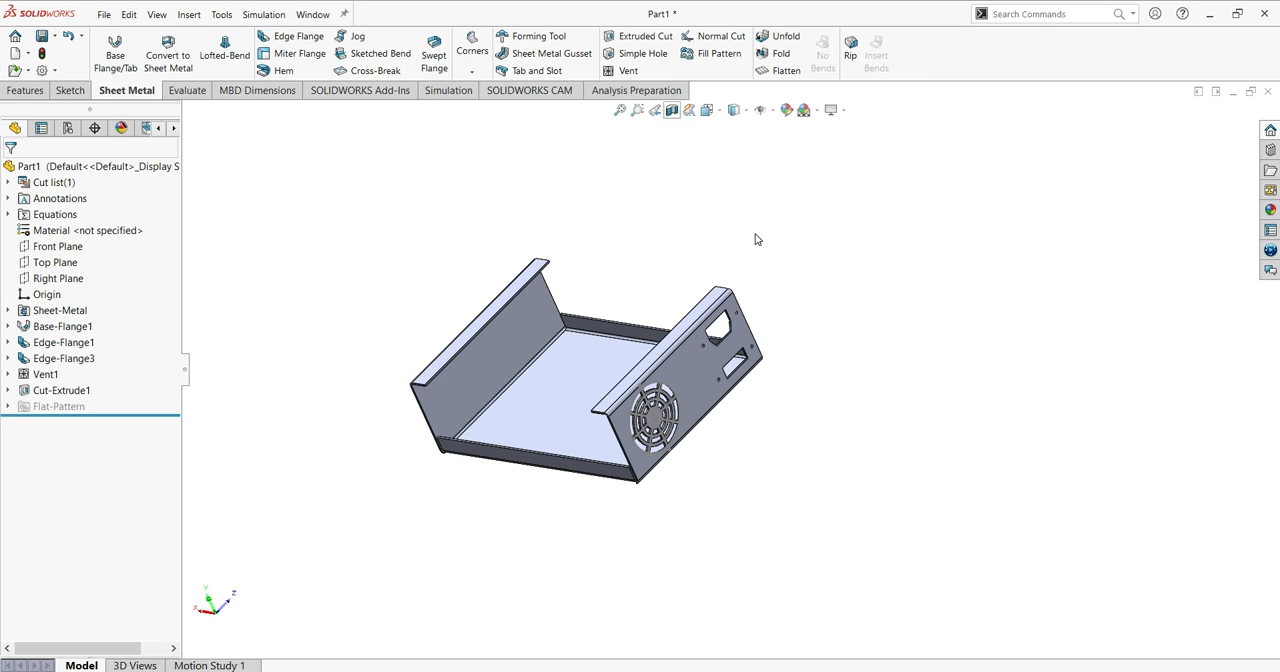 SOLIDWORKS File Edit View Insert Tools Simulation Window Part1 * Search Commands
Edge Flange Jog Forming Tool Extruded Cut Normal Cut Unfold
Base Flange/Tab Convert to Sheet Metal Lofted-Bend Miter Flange Sketched Bend Swept Flange Corners Sheet Metal Gusset Simple Hole Fill Pattern Fold No Bends Rip Insert Bends
Hem Cross-Break Tab and Slot Vent Flatten
Features Sketch Sheet Metal Evaluate MBD Dimensions SOLIDWORKS Add-Ins Simulation SOLIDWORKS CAM Analysis Preparation
Part1 (Default<<Default>_Display S
Cut list(1)
Annotations
Equations
Material <not specified>
Front Plane
Top Plane
Right Plane
Origin
Sheet-Metal
Base-Flange1
Edge-Flange1
Edge-Flange3
Vent1
Cut-Extrude1
Flat-Pattern
Y
Z
X
Model 3D Views Motion Study 1